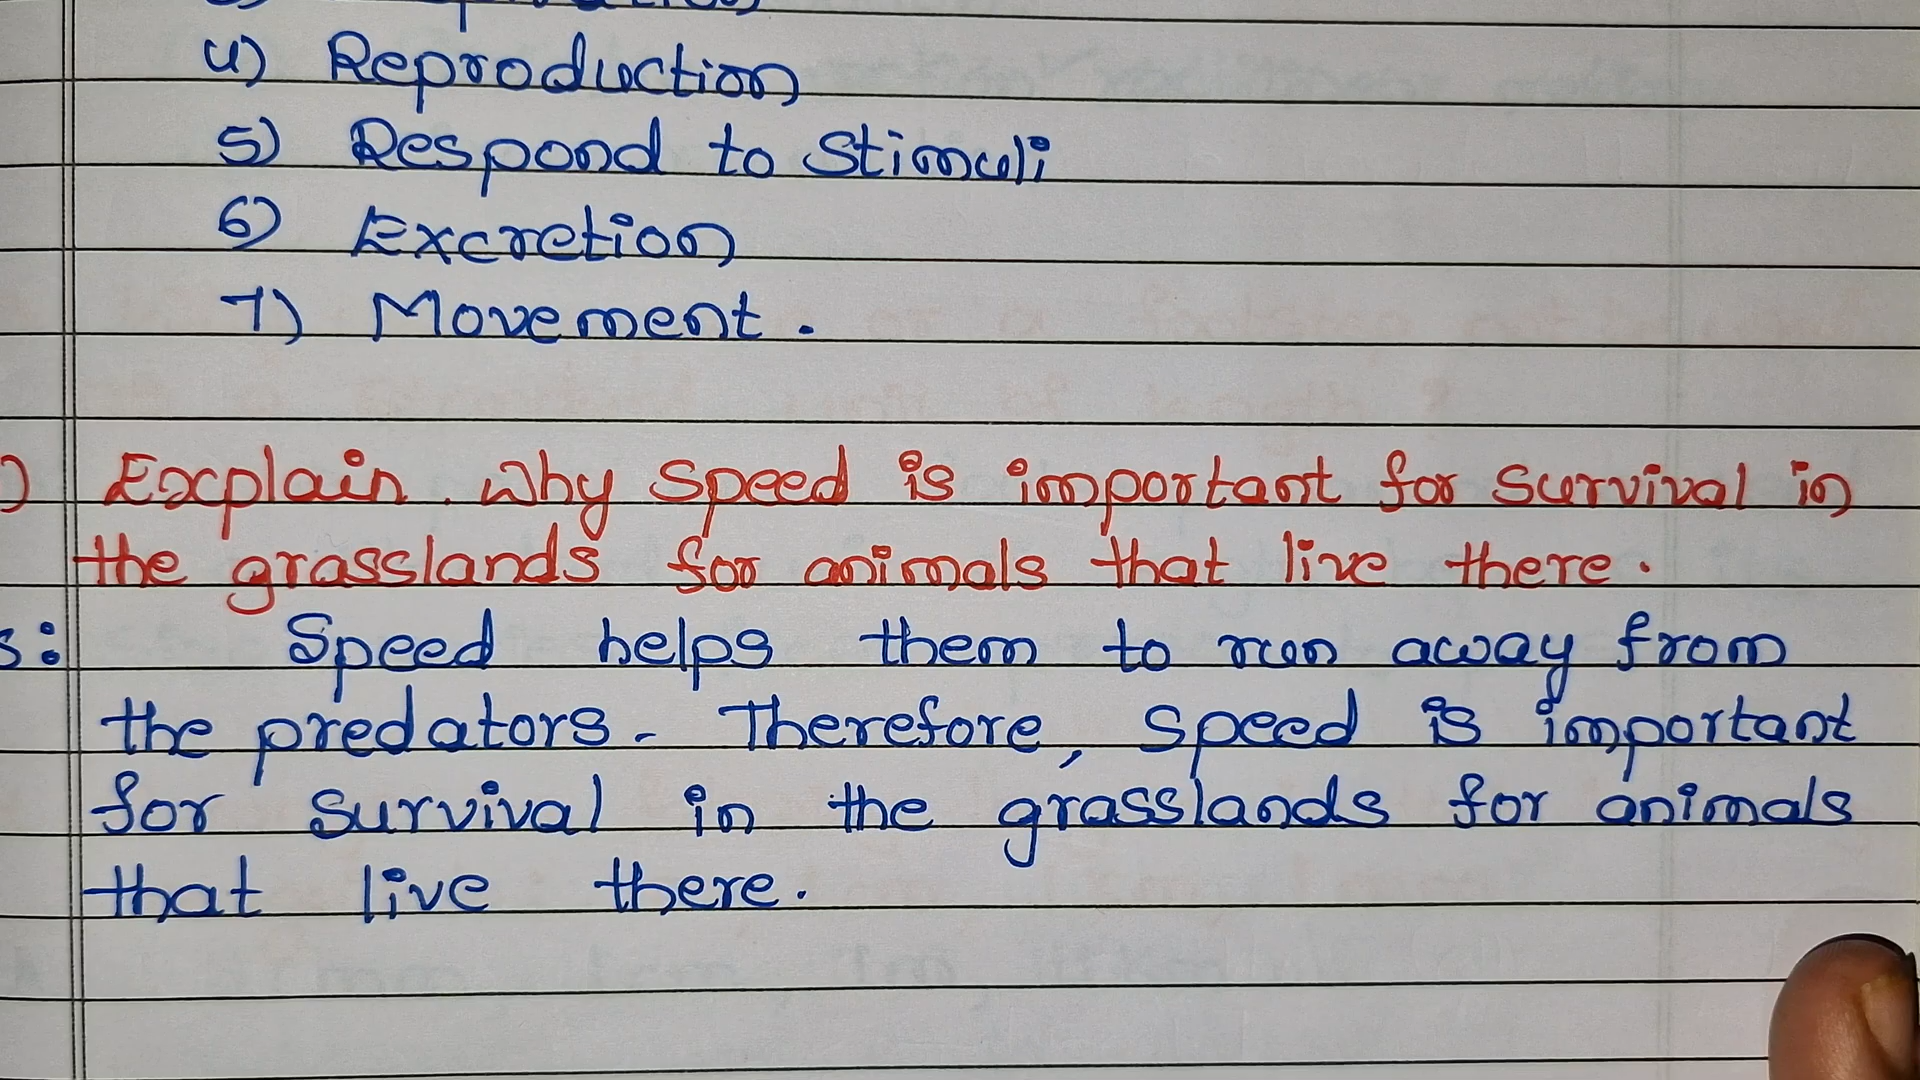 4) Reproduction
5) Respond to Stimuli
6) Excretion
7) Movement.
) Explain. Why Speed is important for Survival in
the grasslands for animals that live there.
s: Speed helps them to run away from
the predators. Therefore, Speed is important
for Survival in the grasslands for animals
that live there.